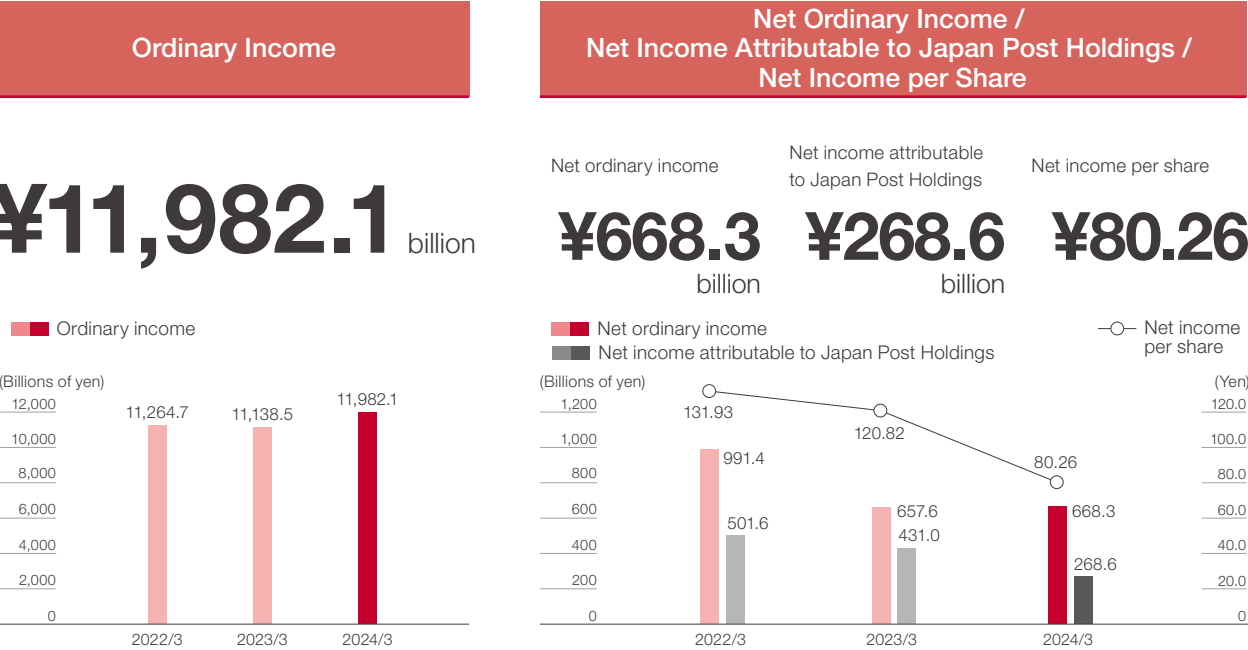 Ordinary Income
¥11,982.1 billion
Ordinary income
(Billions of yen)
12,000
10,000
8,000
6,000
4,000
2,000
0
11,264.7
11,138.5
11,982.1
2022/3
2023/3
2024/3
Net Ordinary Income /
Net Income Attributable to Japan Post Holdings /
Net Income per Share
Net ordinary income
¥668.3
billion
Net income attributable
to Japan Post Holdings
¥268.6
billion
Net income per share
¥80.26
Net ordinary income
Net income attributable to Japan Post Holdings
Net income
per share
(Billions of yen)
1,200
1,000
800
600
400
200
0
131.93
120.82
80.26
991.4
501.6
657.6
431.0
668.3
268.6
2022/3
2023/3
2024/3
(Yen)
120.0
100.0
80.0
60.0
40.0
20.0
0